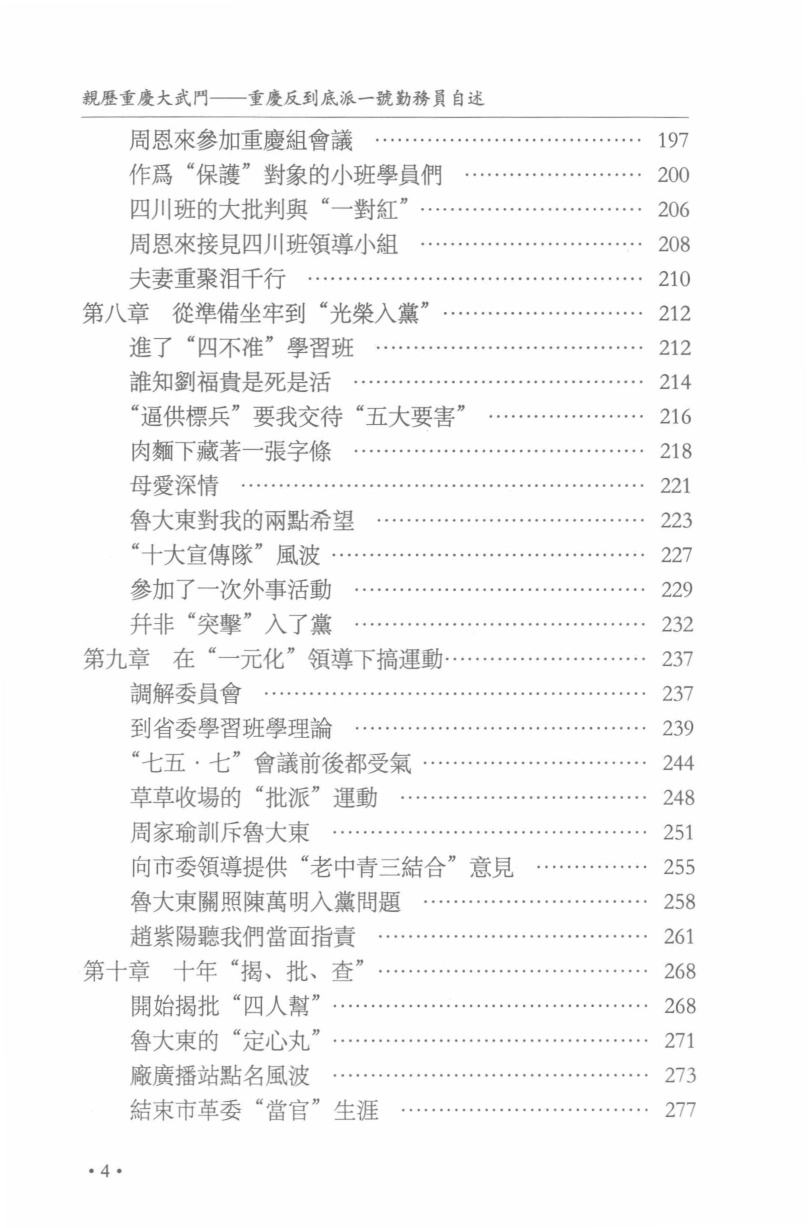 親歷重慶大武鬥——重慶反到底派一號勤務員自述
周恩來參加重慶組會議 ………………………………… 197
作爲“保護”對象的小班學員們 …………………… 200
四川班的大批判與“一對紅” ………………………… 206
周恩來接見四川班領導小組 ………………………… 208
夫妻重聚泪千行 ……………………………………… 210
第八章 從準備坐牢到“光榮入黨” ……………………… 212
進了“四不准”學習班 ……………………………… 212
誰知劉福貴是死是活 ………………………………… 214
“逼供標兵”要我交待“五大要害” ………………… 216
肉麵下藏著一張字條 ………………………………… 218
母愛深情 ……………………………………………… 221
魯大東對我的兩點希望 ……………………………… 223
“十大宣傳隊”風波 …………………………………… 227
參加了一次外事活動 ………………………………… 229
幷非“突擊”入了黨 ………………………………… 232
第九章 在“一元化”領導下搞運動 ……………………… 237
調解委員會 …………………………………………… 237
到省委學習班學理論 ………………………………… 239
“七五·七”會議前後都受氣 ………………………… 244
草草收場的“批派”運動 …………………………… 248
周家瑜訓斥魯大東 …………………………………… 251
向市委領導提供“老中青三結合”意見 …………… 255
魯大東關照陳萬明入黨問題 ………………………… 258
趙紫陽聽我們當面指責 ……………………………… 261
第十章 十年“揭、批、查” ……………………………… 268
開始揭批“四人幫” …………………………………… 268
魯大東的“定心丸” …………………………………… 271
廠廣播站點名風波 …………………………………… 273
結束市革委“當官”生涯 …………………………… 277
·4·